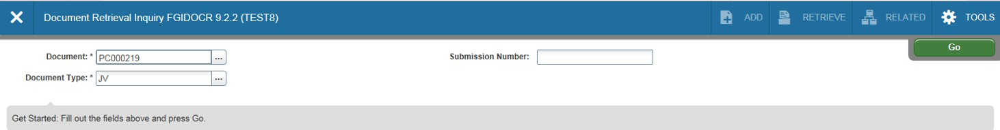 Document Retrieval Inquiry FGIDOCR 9.2.2 (TEST8) ADD RETRIEVE RELATED TOOLS
Go
Document: * PC000219 ... Submission Number:
Document Type: * JV ...
Get Started: Fill out the fields above and press Go.